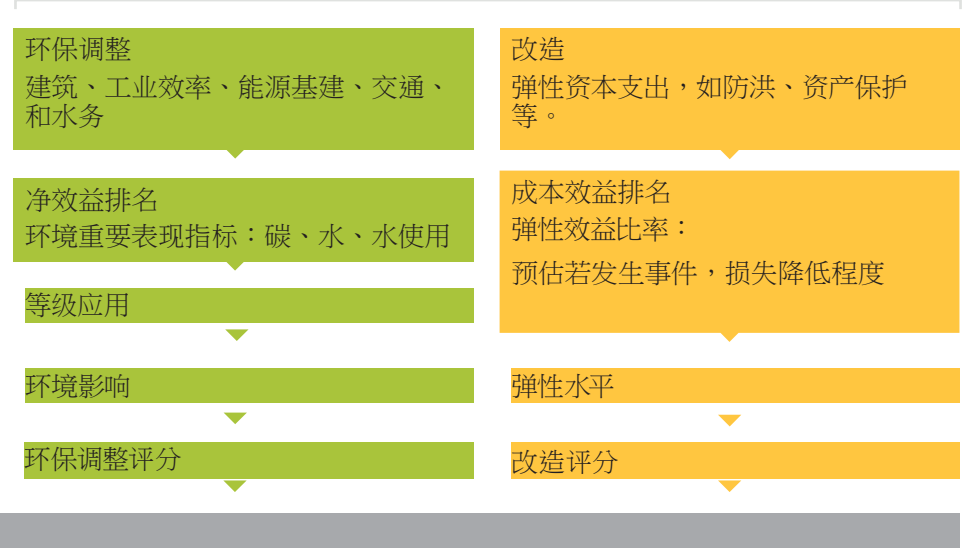 环保调整
建筑、工业效率、能源基建、交通、
和水务
净效益排名
环境重要表现指标：碳、水、水使用
等级应用
环境影响
环保调整评分
改造
弹性资本支出，如防洪、资产保护
等。
成本效益排名
弹性效益比率：
预估若发生事件，损失降低程度
弹性水平
改造评分